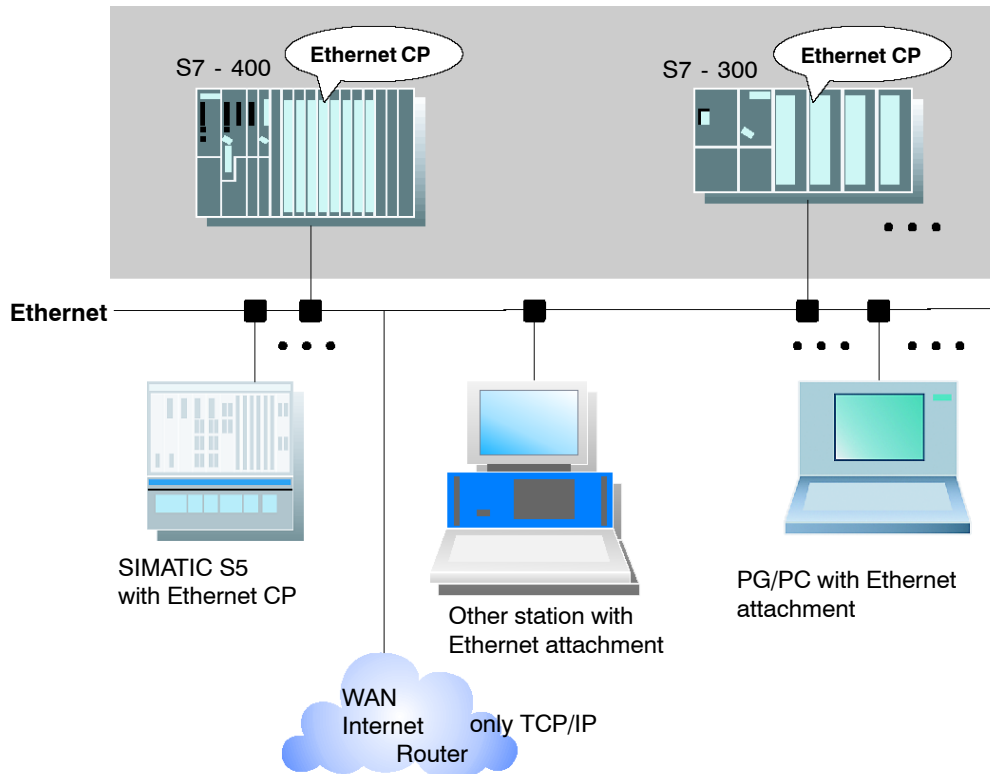 Ethernet CP
S7 - 400
Ethernet CP
S7 - 300
Ethernet
SIMATIC S5
with Ethernet CP
Other station with
Ethernet attachment
PG/PC with Ethernet
attachment
WAN
Internet
only TCP/IP
Router